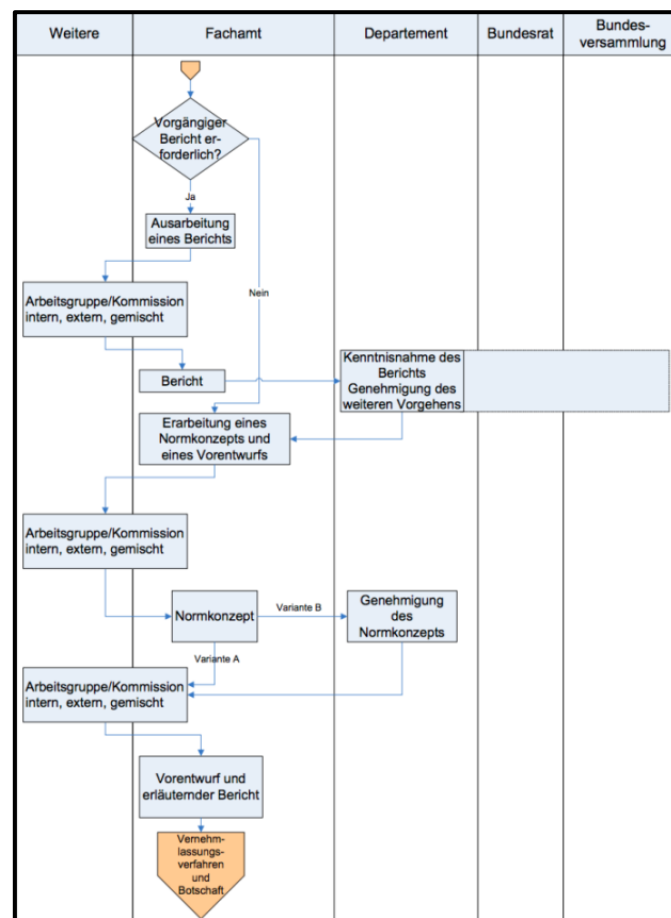 Weitere
Fachamt
Departement
Bundesrat
Bundes-
versammlung
Vorgängiger
Bericht er-
forderlich?
Ja
Ausarbeitung
eines Berichts
Nein
Arbeitsgruppe/Kommission
intern, extern, gemischt
Bericht
Kenntnisnahme des
Berichts
Genehmigung des
weiteren Vorgehens
Erarbeitung eines
Normkonzepts und
eines Vorentwurfs
Arbeitsgruppe/Kommission
intern, extern, gemischt
Normkonzept
Variante B
Genehmigung
des
Normkonzepts
Variante A
Arbeitsgruppe/Kommission
intern, extern, gemischt
Vorentwurf und
erläuternder Bericht
Vernehm-
lassungs-
verfahren
und
Botschaft